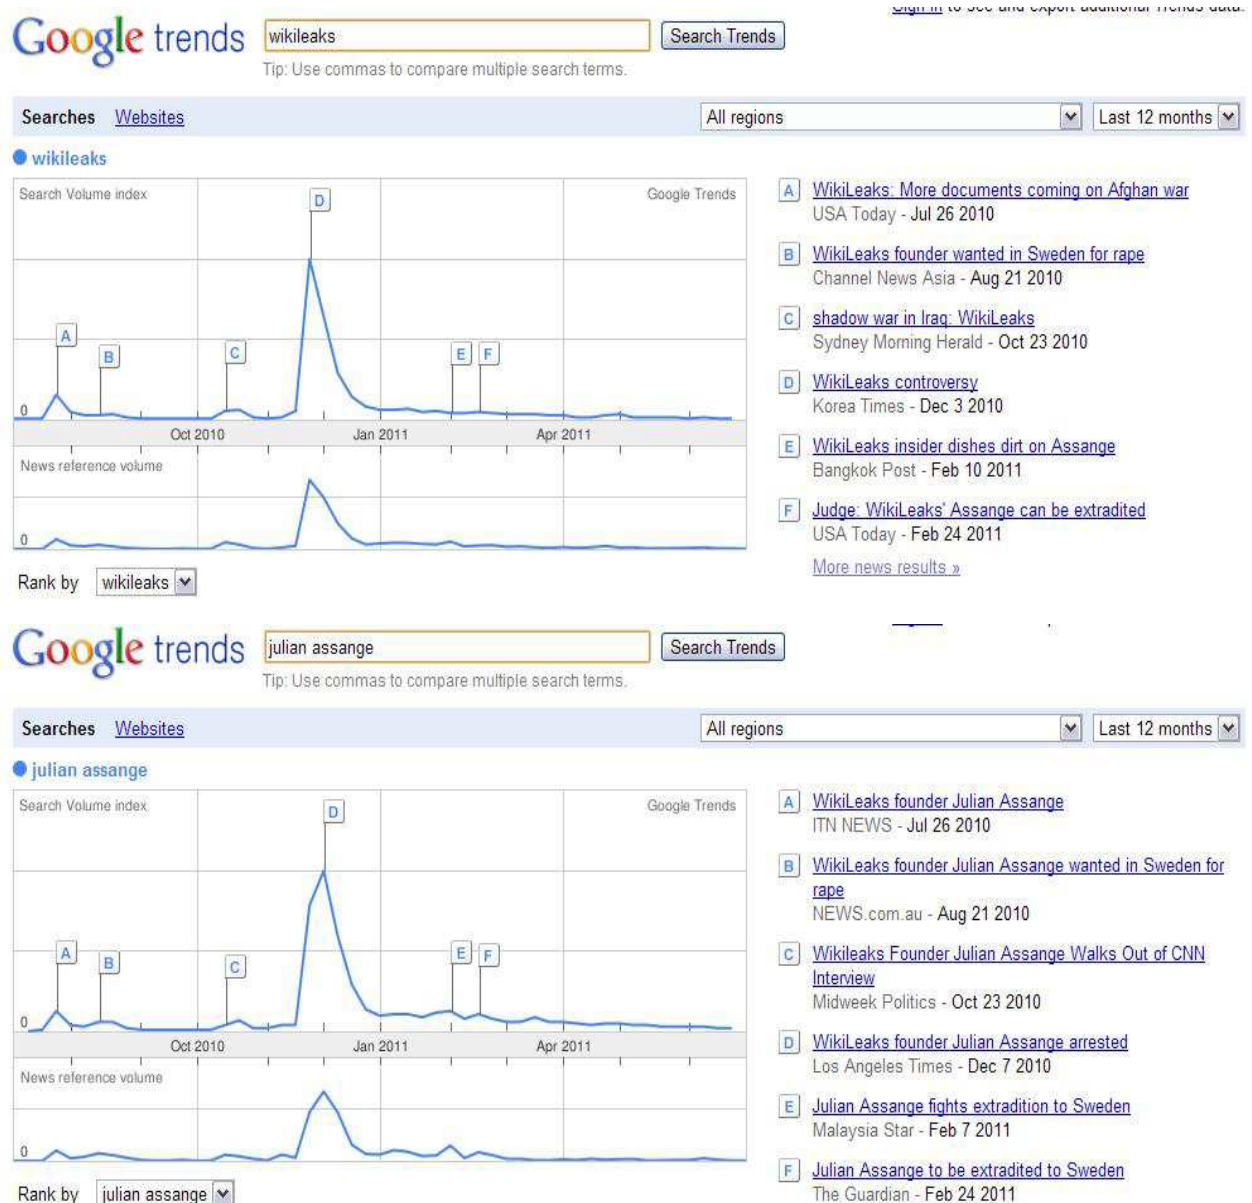 Sign in to see and export additional Trends data.
Google trends wikileaks Search Trends
Tip: Use commas to compare multiple search terms.
Searches Websites All regions Last 12 months
wikileaks
Search Volume index Google Trends
D
A
B
C
E F
0
Oct 2010 Jan 2011 Apr 2011
News reference volume
0
Rank by wikileaks
A WikiLeaks: More documents coming on Afghan war
USA Today - Jul 26 2010
B WikiLeaks founder wanted in Sweden for rape
Channel News Asia - Aug 21 2010
C shadow war in Iraq: WikiLeaks
Sydney Morning Herald - Oct 23 2010
D WikiLeaks controversy
Korea Times - Dec 3 2010
E WikiLeaks insider dishes dirt on Assange
Bangkok Post - Feb 10 2011
F Judge: WikiLeaks' Assange can be extradited
USA Today - Feb 24 2011
More news results »
Google trends julian assange Search Trends
Tip: Use commas to compare multiple search terms.
Searches Websites All regions Last 12 months
julian assange
Search Volume index Google Trends
D
A
B
C
E F
0
Oct 2010 Jan 2011 Apr 2011
News reference volume
0
Rank by julian assange
A WikiLeaks founder Julian Assange
ITN NEWS - Jul 26 2010
B WikiLeaks founder Julian Assange wanted in Sweden for
rape
NEWS.com.au - Aug 21 2010
C Wikileaks Founder Julian Assange Walks Out of CNN
Interview
Midweek Politics - Oct 23 2010
D WikiLeaks founder Julian Assange arrested
Los Angeles Times - Dec 7 2010
E Julian Assange fights extradition to Sweden
Malaysia Star - Feb 7 2011
F Julian Assange to be extradited to Sweden
The Guardian - Feb 24 2011